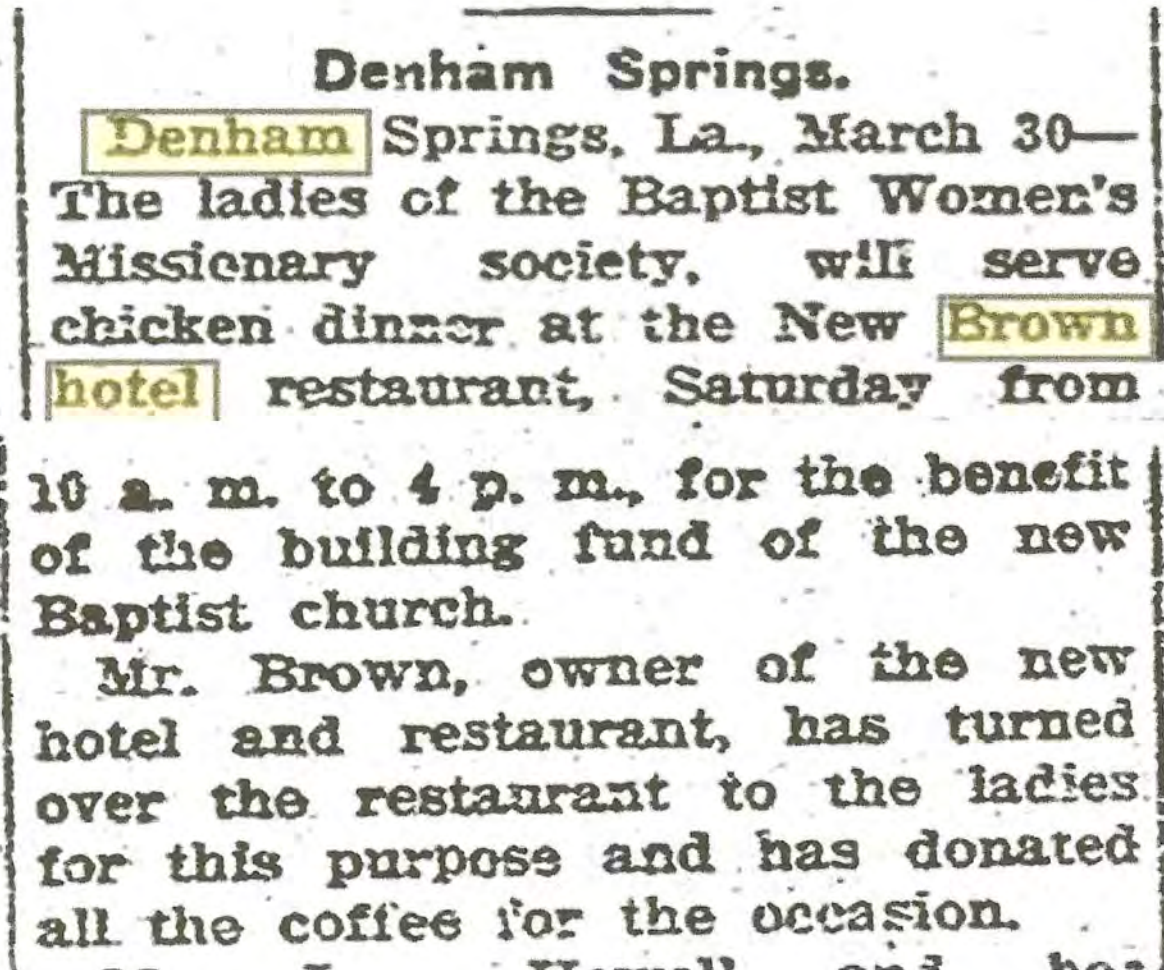 Denham Springs.
Denham Springs, La., March 30—
The ladies of the Baptist Women's
Missionary society, will serve
chicken dinner at the New Brown
hotel restaurant, Saturday from
10 a. m. to 4 p. m., for the benefit
of the building fund of the new
Baptist church.
Mr. Brown, owner of the new
hotel and restaurant, has turned
over the restaurant to the ladies
for this purpose and has donated
all the coffee for the occasion.